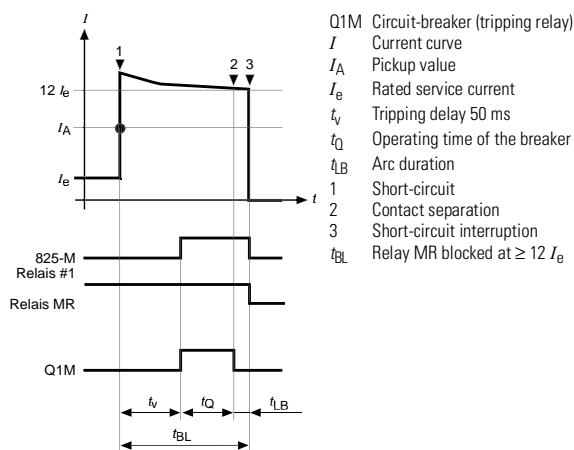 I
1
2 3
12 Ie
IA
Ie
t
825-M
Relais #1
Relais MR
Q1M
tv
tQ
tLB
tBL
Q1M Circuit-breaker (tripping relay)
I Current curve
IA Pickup value
Ie Rated service current
tv Tripping delay 50 ms
tQ Operating time of the breaker
tLB Arc duration
1 Short-circuit
2 Contact separation
3 Short-circuit interruption
tBL Relay MR blocked at ≥ 12 Ie